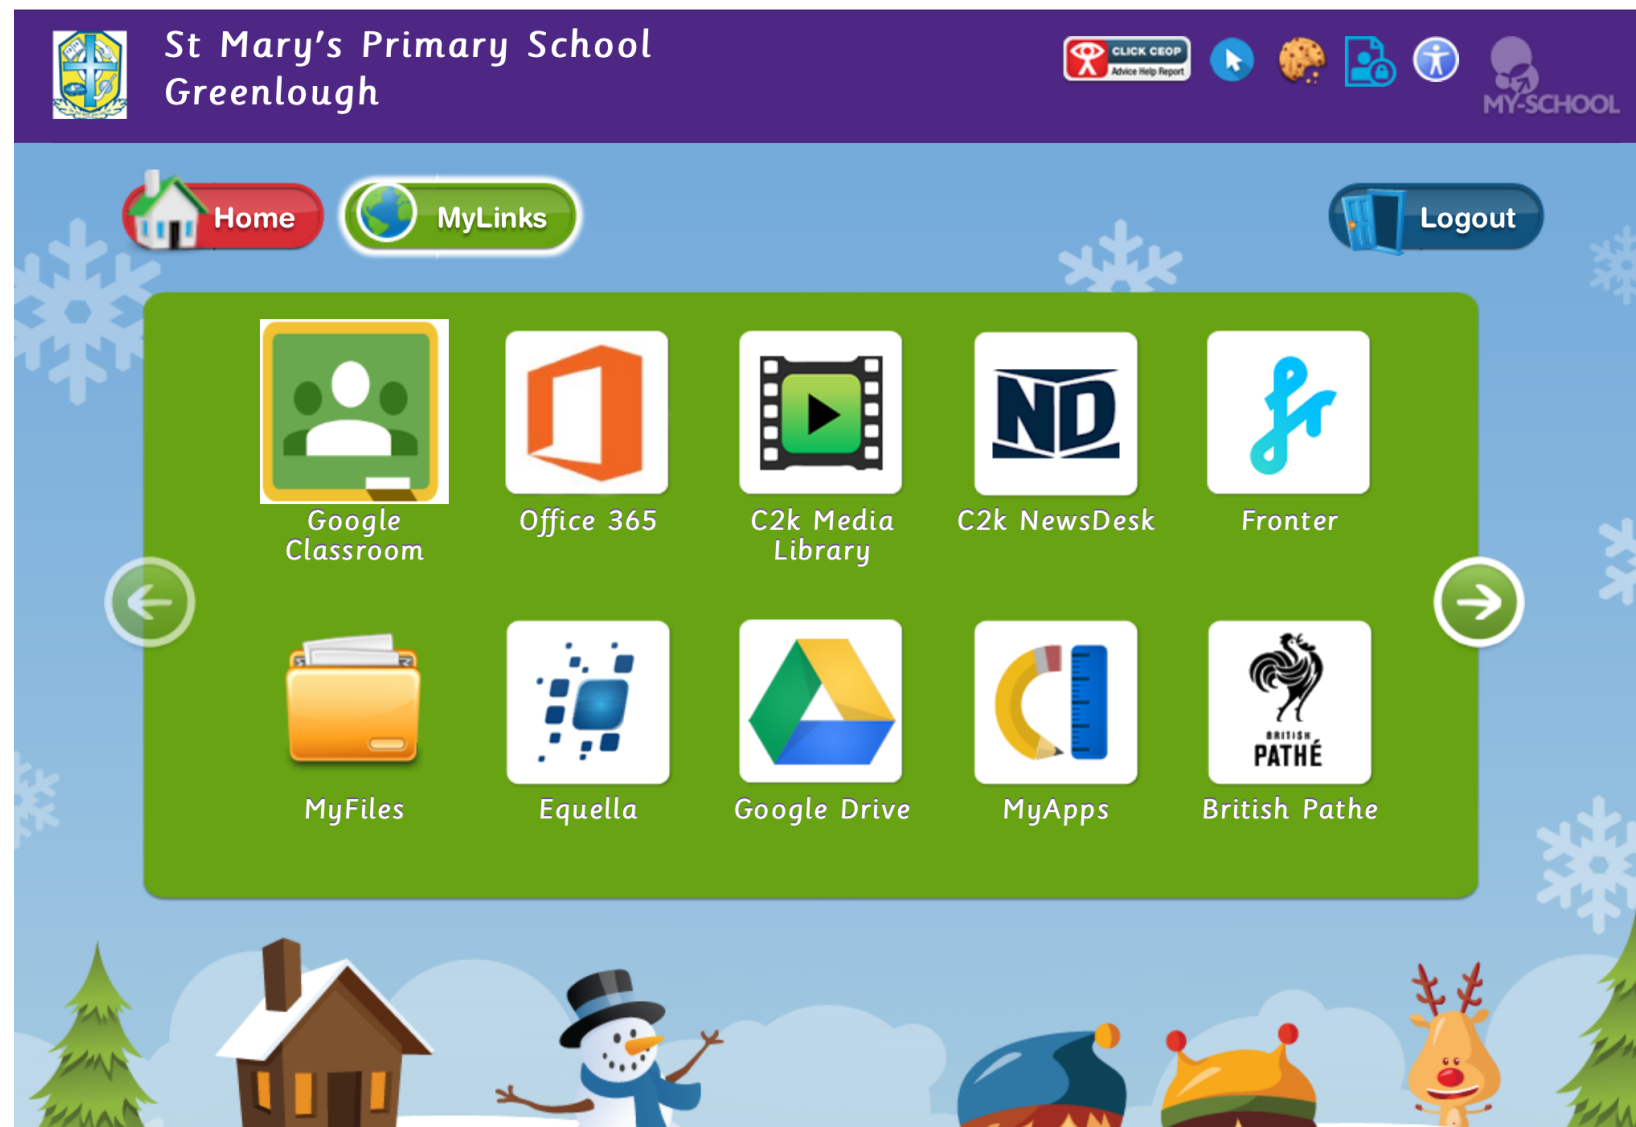 St Mary's Primary School
Greenlough
CLICK CEOP
Advice Help Report
MY-SCHOOL
Home
MyLinks
Logout
ND
fr
Google
Classroom
Office 365
C2k Media
Library
C2k NewsDesk
Fronter
BRITISH
PATHÉ
MyFiles
Equella
Google Drive
MyApps
British Pathe